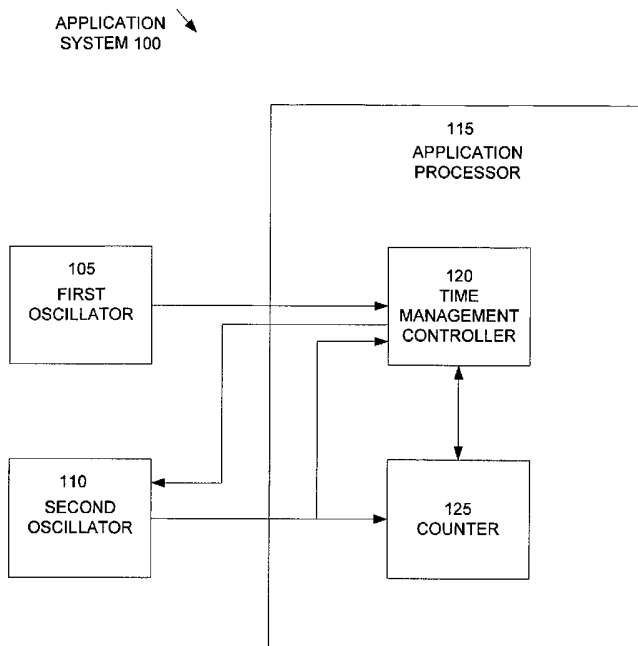 APPLICATION
SYSTEM 100
115
APPLICATION
PROCESSOR
105
FIRST
OSCILLATOR
120
TIME
MANAGEMENT
CONTROLLER
110
SECOND
OSCILLATOR
125
COUNTER